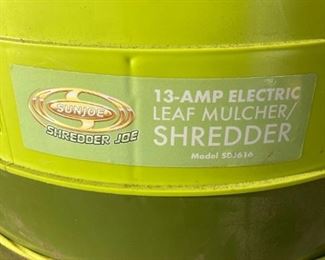 SUNJOE
SHREDDER JOE
13-AMP ELECTRIC
LEAF MULCHER/
SHREDDER
Model SDJ616